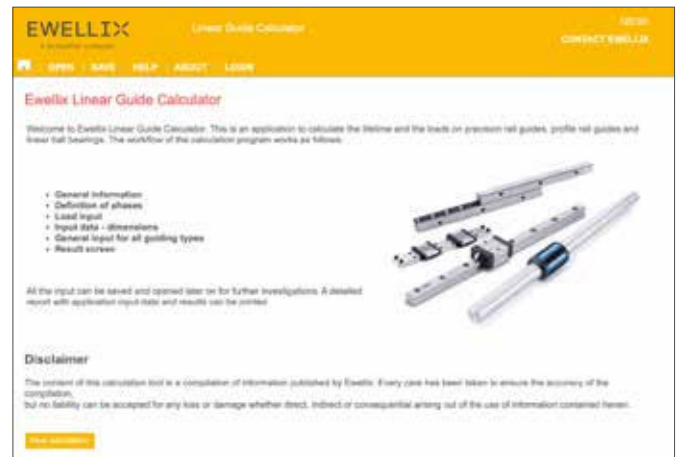 EWELLIX
Linear Guide Calculator
CONTACT EWELLIX
OPEN SAVE HELP ABOUT LOGIN
Ewellix Linear Guide Calculator
Welcome to Ewellix Linear Guide Calculator. This is an application to calculate the lifetime and the loads on precision rail guides, profile rail guides and
linear ball bearings. The workflow of the calculation program works as follows:
• General information
• Definition of phases
• Load input
• Input data - dimensions
• General input for all guiding types
• Result screen
All the input can be saved and opened later on for further investigations. A detailed
report with application input data and results can be printed
Disclaimer
The content of this calculation tool is a compilation of information published by Ewellix. Every care has been taken to ensure the accuracy of the
compilation,
but no liability can be accepted for any loss or damage whether direct, indirect or consequential arising out of the use of information contained herein.